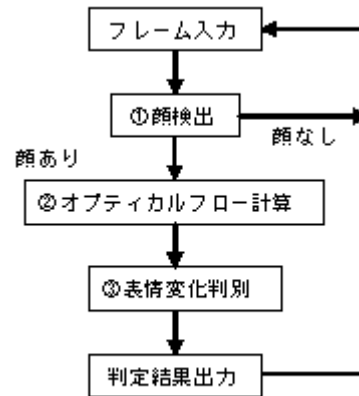 フレーム入力
①顔検出
顔なし
顔あり
②オプティカルフロー計算
③表情変化判別
判定結果出力